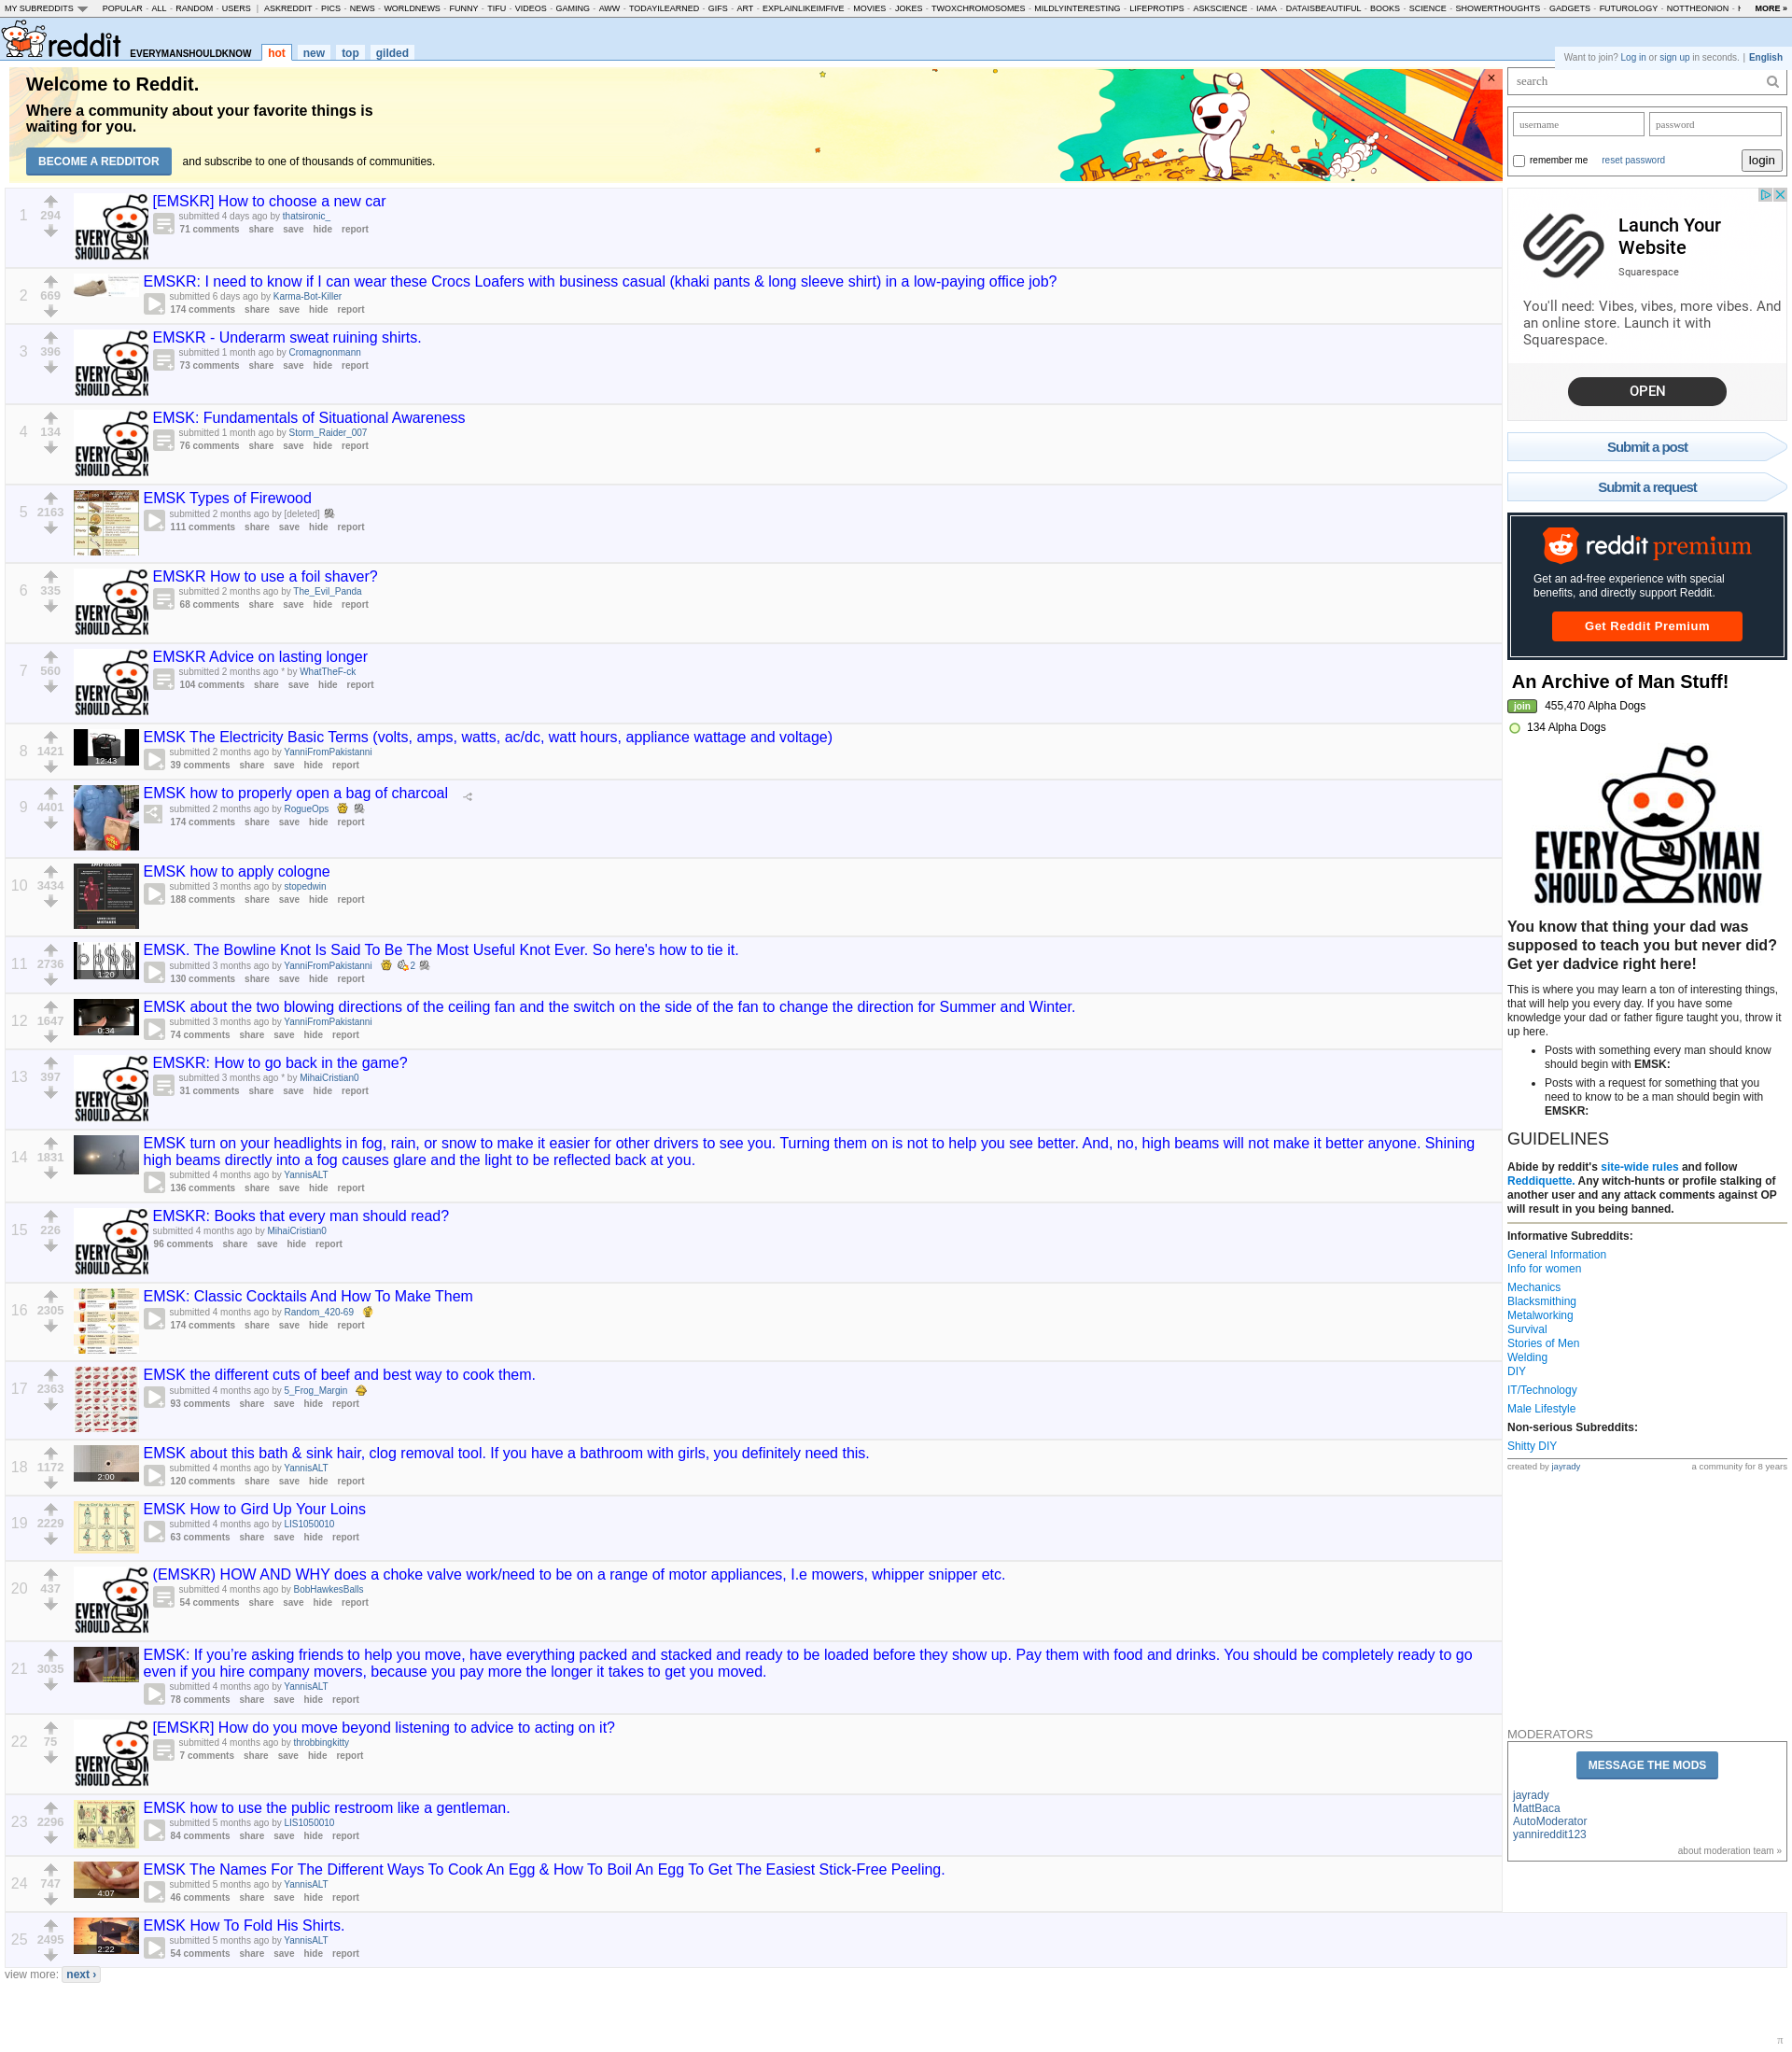 MY SUBREDDITS POPULAR - ALL - RANDOM - USERS | ASKREDDIT - PICS - NEWS - WORLDNEWS - FUNNY - TIFU - VIDEOS - GAMING - AWW - TODAYILEARNED - GIFS - ART - EXPLAINLIKEIMFIVE - MOVIES - JOKES - TWOXCHROMOSOMES - MILDLYINTERESTING - LIFEPROTIPS - ASKSCIENCE - IAMA - DATAISBEAUTIFUL - BOOKS - SCIENCE - SHOWERTHOUGHTS - GADGETS - FUTUROLOGY - NOTTHEONION - MORE »
reddit EVERYMANSHOULDKNOW hot new top gilded
Want to join? Log in or sign up in seconds. | English
Welcome to Reddit.
Where a community about your favorite things is
waiting for you.
BECOME A REDDITOR and subscribe to one of thousands of communities.
×
1 294
[EMSKR] How to choose a new car
submitted 4 days ago by thatsironic_
71 comments share save hide report
2 669
EMSKR: I need to know if I can wear these Crocs Loafers with business casual (khaki pants & long sleeve shirt) in a low-paying office job?
submitted 6 days ago by Karma-Bot-Killer
174 comments share save hide report
3 396
EMSKR - Underarm sweat ruining shirts.
submitted 1 month ago by Cromagnonmann
73 comments share save hide report
4 134
EMSK: Fundamentals of Situational Awareness
submitted 1 month ago by Storm_Raider_007
76 comments share save hide report
5 2163
EMSK Types of Firewood
submitted 2 months ago by [deleted]
111 comments share save hide report
6 335
EMSKR How to use a foil shaver?
submitted 2 months ago by The_Evil_Panda
68 comments share save hide report
7 560
EMSKR Advice on lasting longer
submitted 2 months ago * by WhatTheF-ck
104 comments share save hide report
8 1421
12:43
EMSK The Electricity Basic Terms (volts, amps, watts, ac/dc, watt hours, appliance wattage and voltage)
submitted 2 months ago by YanniFromPakistanni
39 comments share save hide report
9 4401
EMSK how to properly open a bag of charcoal
submitted 2 months ago by RogueOps
174 comments share save hide report
10 3434
EMSK how to apply cologne
submitted 3 months ago by stopedwin
188 comments share save hide report
11 2736
1:20
EMSK. The Bowline Knot Is Said To Be The Most Useful Knot Ever. So here's how to tie it.
submitted 3 months ago by YanniFromPakistanni 2
130 comments share save hide report
12 1647
0:34
EMSK about the two blowing directions of the ceiling fan and the switch on the side of the fan to change the direction for Summer and Winter.
submitted 3 months ago by YanniFromPakistanni
74 comments share save hide report
13 397
EMSKR: How to go back in the game?
submitted 3 months ago * by MihaiCristian0
31 comments share save hide report
14 1831
EMSK turn on your headlights in fog, rain, or snow to make it easier for other drivers to see you. Turning them on is not to help you see better. And, no, high beams will not make it better anyone. Shining
high beams directly into a fog causes glare and the light to be reflected back at you.
submitted 4 months ago by YannisALT
136 comments share save hide report
15 226
EMSKR: Books that every man should read?
submitted 4 months ago by MihaiCristian0
96 comments share save hide report
16 2305
EMSK: Classic Cocktails And How To Make Them
submitted 4 months ago by Random_420-69
174 comments share save hide report
17 2363
EMSK the different cuts of beef and best way to cook them.
submitted 4 months ago by 5_Frog_Margin
93 comments share save hide report
18 1172
2:00
EMSK about this bath & sink hair, clog removal tool. If you have a bathroom with girls, you definitely need this.
submitted 4 months ago by YannisALT
120 comments share save hide report
19 2229
EMSK How to Gird Up Your Loins
submitted 4 months ago by LIS1050010
63 comments share save hide report
20 437
(EMSKR) HOW AND WHY does a choke valve work/need to be on a range of motor appliances, I.e mowers, whipper snipper etc.
submitted 4 months ago by BobHawkesBalls
54 comments share save hide report
21 3035
EMSK: If you’re asking friends to help you move, have everything packed and stacked and ready to be loaded before they show up. Pay them with food and drinks. You should be completely ready to go
even if you hire company movers, because you pay more the longer it takes to get you moved.
submitted 4 months ago by YannisALT
78 comments share save hide report
22 75
[EMSKR] How do you move beyond listening to advice to acting on it?
submitted 4 months ago by throbbingkitty
7 comments share save hide report
23 2296
EMSK how to use the public restroom like a gentleman.
submitted 5 months ago by LIS1050010
84 comments share save hide report
24 747
4:07
EMSK The Names For The Different Ways To Cook An Egg & How To Boil An Egg To Get The Easiest Stick-Free Peeling.
submitted 5 months ago by YannisALT
46 comments share save hide report
25 2495
2:22
EMSK How To Fold His Shirts.
submitted 5 months ago by YannisALT
54 comments share save hide report
view more: next ›
search
username password
remember me reset password login
Launch Your
Website
Squarespace
You'll need: Vibes, vibes, more vibes. And
an online store. Launch it with
Squarespace.
OPEN
Submit a post
Submit a request
reddit premium
Get an ad-free experience with special
benefits, and directly support Reddit.
Get Reddit Premium
An Archive of Man Stuff!
join 455,470 Alpha Dogs
134 Alpha Dogs
EVERY MAN
SHOULD KNOW
You know that thing your dad was
supposed to teach you but never did?
Get yer dadvice right here!
This is where you may learn a ton of interesting things,
that will help you every day. If you have some
knowledge your dad or father figure taught you, throw it
up here.
Posts with something every man should know
should begin with EMSK:
Posts with a request for something that you
need to know to be a man should begin with
EMSKR:
GUIDELINES
Abide by reddit's site-wide rules and follow
Reddiquette. Any witch-hunts or profile stalking of
another user and any attack comments against OP
will result in you being banned.
Informative Subreddits:
General Information
Info for women
Mechanics
Blacksmithing
Metalworking
Survival
Stories of Men
Welding
DIY
IT/Technology
Male Lifestyle
Non-serious Subreddits:
Shitty DIY
created by jayrady a community for 8 years
MODERATORS
MESSAGE THE MODS
jayrady
MattBaca
AutoModerator
yannireddit123
about moderation team »
π